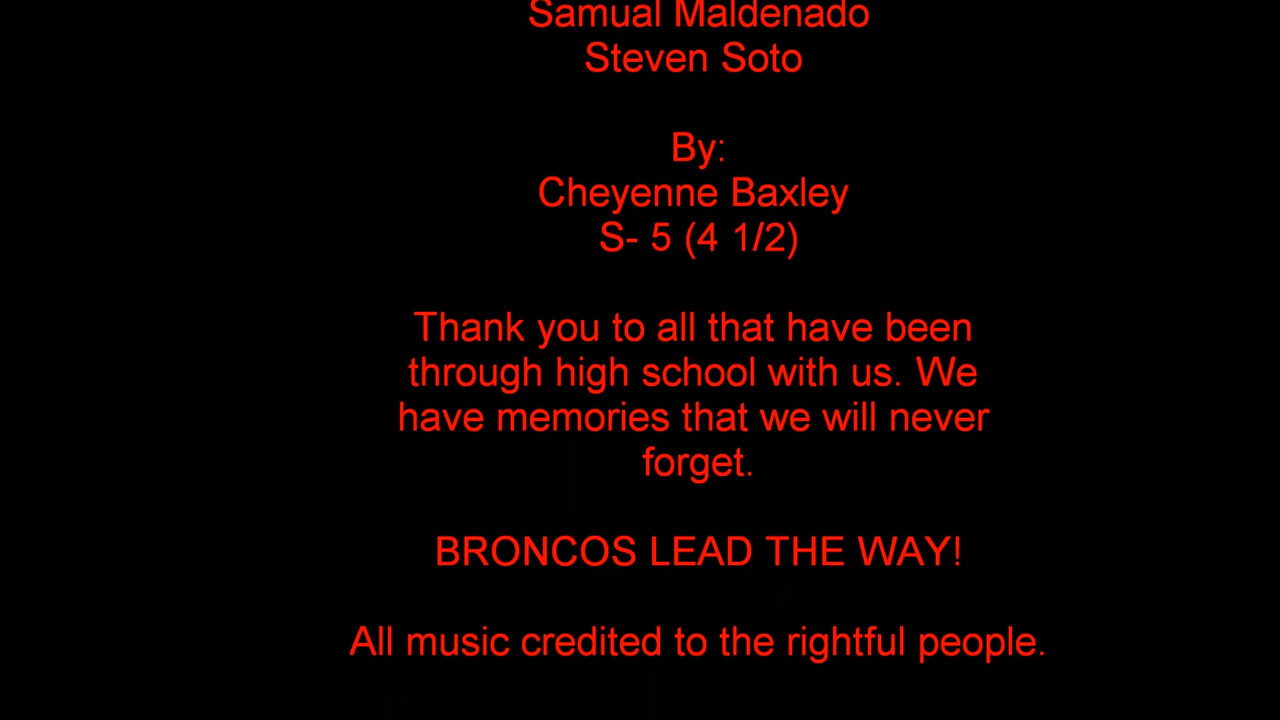 Samual Maldenado
Steven Soto
By:
Cheyenne Baxley
S- 5 (4 1/2)
Thank you to all that have been
through high school with us. We
have memories that we will never
forget.
BRONCOS LEAD THE WAY!
All music credited to the rightful people.